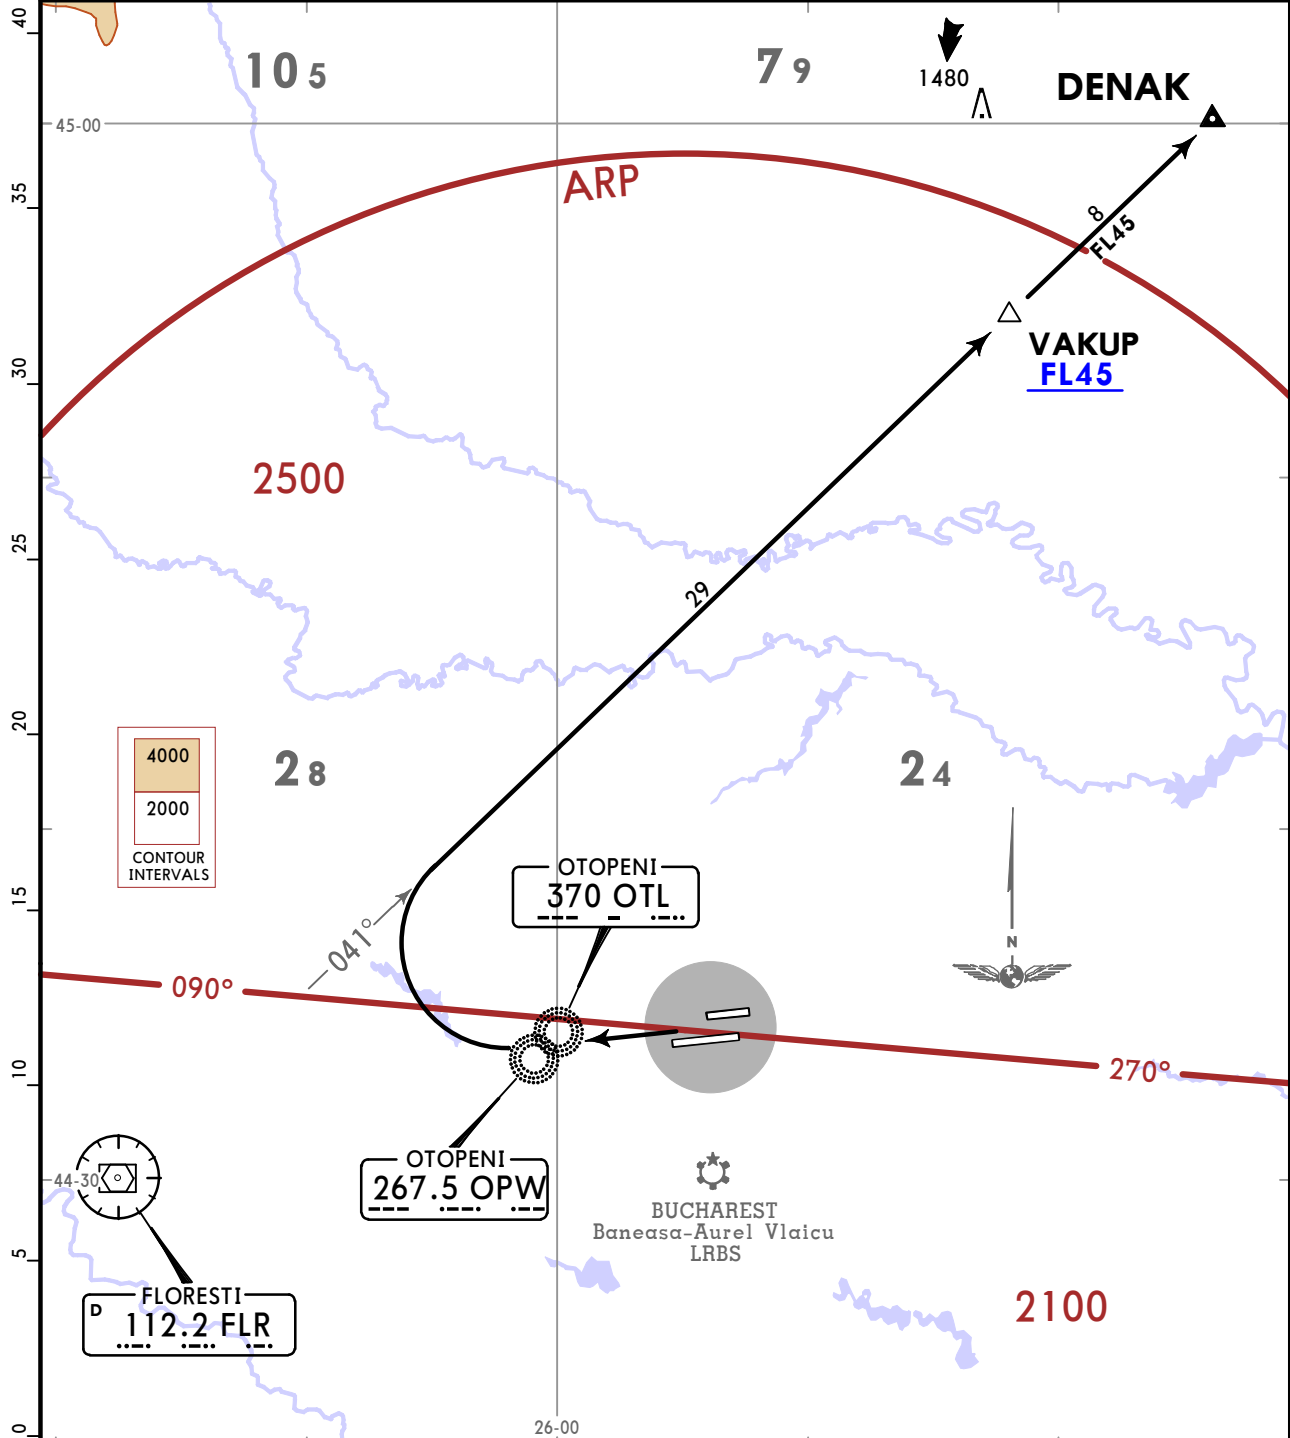 40
10 5
7 9
1480
DENAK
45-00
35
ARP
8
FL45
VAKUP
FL45
30
2500
25
29
20
4000
2000
CONTOUR
INTERVALS
2 8
2 4
OTOPENI
370 OTL
15
041°
N
090°
270°
10
OTOPENI
267.5 OPW
44-30
BUCHAREST
Baneasa-Aurel Vlaicu
LRBS
5
FLORESTI
D 112.2 FLR
2100
26-00
0